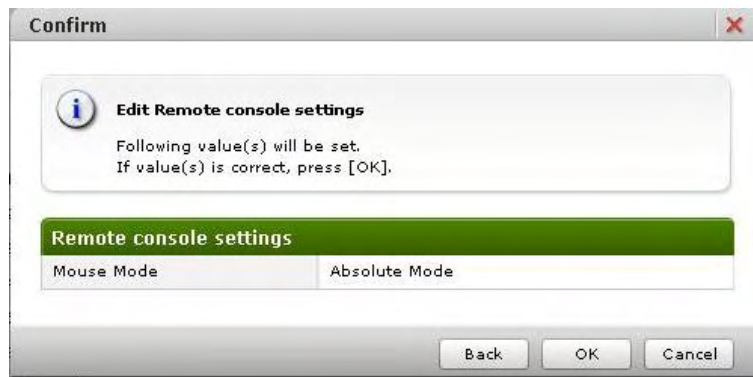 Confirm
Edit Remote console settings
Following value(s) will be set.
If value(s) is correct, press [OK].
Remote console settings
Mouse Mode Absolute Mode
Back OK Cancel